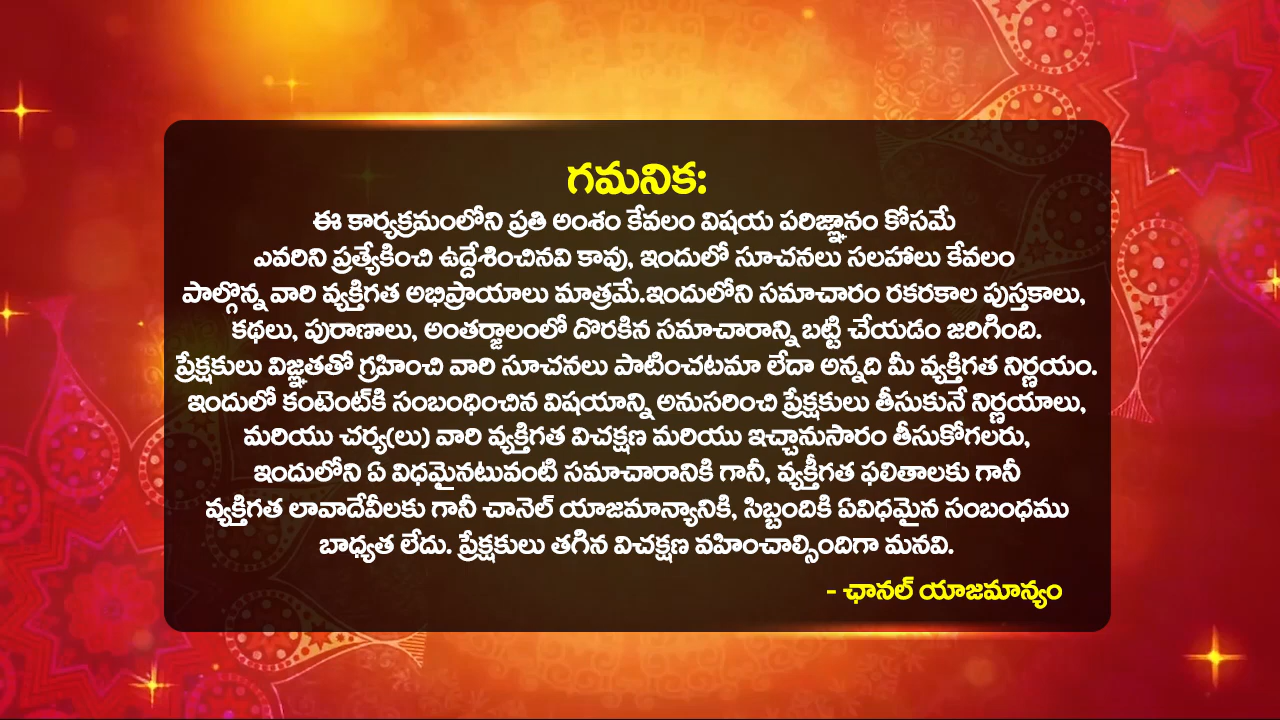 గమనిక:
ఈ కార్యక్రమంలోని ప్రతి అంశం కేవలం విషయ పరిజ్ఞానం కోసమే
ఎవరిని ప్రత్యేకించి ఉద్దేశించినవి కావు, ఇందులో సూచనలు సలహాలు కేవలం
పాల్గొన్న వారి వ్యక్తిగత అభిప్రాయాలు మాత్రమే.ఇందులోని సమాచారం రకరకాల పుస్తకాలు,
కథలు, పురాణాలు, అంతర్జాలంలో దొరకిన సమాచారాన్ని బట్టి చేయడం జరిగింది.
ప్రేక్షకులు విజ్ఞతతో గ్రహించి వారి సూచనలు పాటించటమా లేదా అన్నది మీ వ్యక్తిగత నిర్ణయం.
ఇందులో కంటెంట్‌కి సంబంధించిన విషయాన్ని అనుసరించి ప్రేక్షకులు తీసుకునే నిర్ణయాలు,
మరియు చర్య(లు) వారి వ్యక్తిగత విచక్షణ మరియు ఇచ్చానుసారం తీసుకోగలరు,
ఇందులోని ఏ విధమైనటువంటి సమాచారానికి గానీ, వ్యక్తీగత ఫలితాలకు గానీ
వ్యక్తిగత లావాదేవీలకు గానీ చానెల్ యాజమాన్యానికి, సిబ్బందికి ఏవిధమైన సంబంధము
బాధ్యత లేదు. ప్రేక్షకులు తగిన విచక్షణ వహించాల్సిందిగా మనవి.
- ఛానల్ యాజమాన్యం